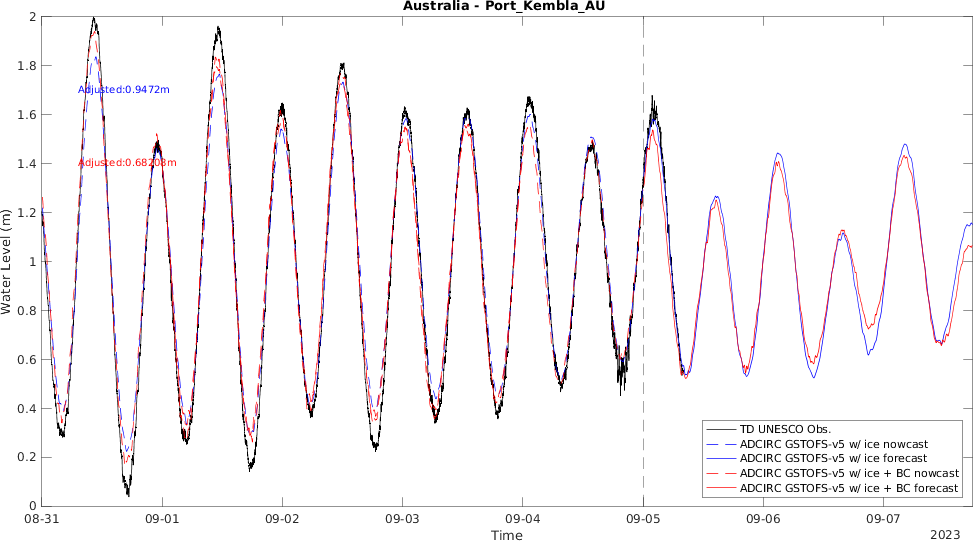 Australia - Port_Kembla_AU
Water Level (m)
2
1.8
1.6
1.4
1.2
1
0.8
0.6
0.4
0.2
0
Adjusted:0.9472m
Adjusted:0.68208m
TD UNESCO Obs.
ADCIRC GSTOFS-v5 w/ ice nowcast
ADCIRC GSTOFS-v5 w/ ice forecast
ADCIRC GSTOFS-v5 w/ ice + BC nowcast
ADCIRC GSTOFS-v5 w/ ice + BC forecast
08-31 09-01 09-02 09-03 09-04 09-05 09-06 09-07
Time
2023